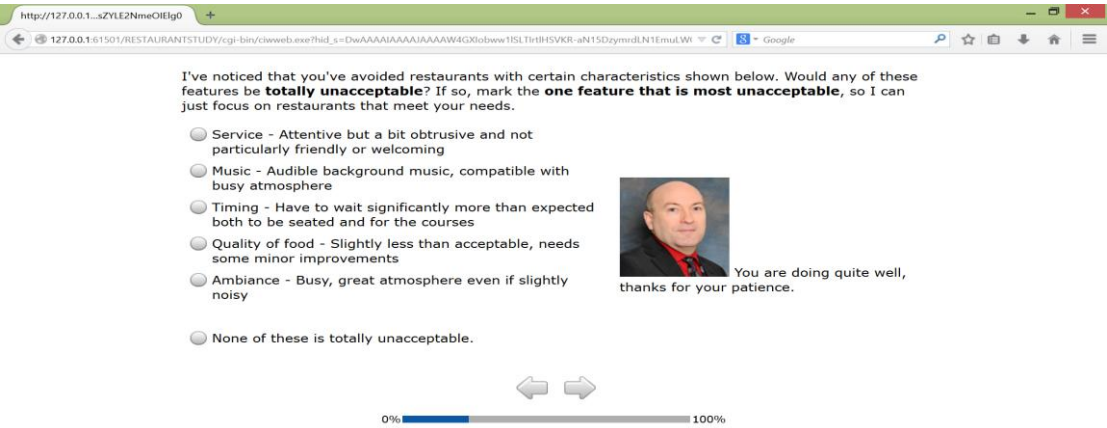 http://127.0.0.1...sZYLE2NmeOIElg0
127.0.0.1:61501/RESTAURANTSTUDY/cgi-bin/ciwweb.exe?hid_s=
Google
I've noticed that you've avoided restaurants with certain characteristics shown below. Would any of these
features be totally unacceptable? If so, mark the one feature that is most unacceptable, so I can
just focus on restaurants that meet your needs.
Service - Attentive but a bit obtrusive and not
particularly friendly or welcoming
Music - Audible background music, compatible with
busy atmosphere
Timing - Have to wait significantly more than expected
both to be seated and for the courses
Quality of food - Slightly less than acceptable, needs
some minor improvements
Ambiance - Busy, great atmosphere even if slightly
noisy
You are doing quite well,
thanks for your patience.
None of these is totally unacceptable.
0% 100%